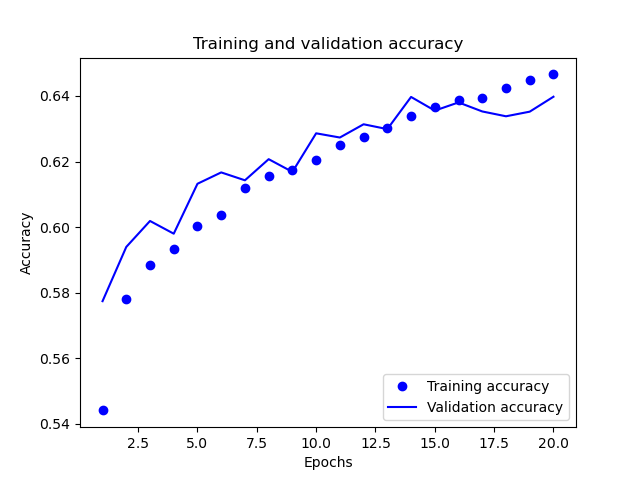 Training and validation accuracy
Accuracy
0.64
0.62
0.60
0.58
0.56
0.54
Training accuracy
Validation accuracy
2.5 5.0 7.5 10.0 12.5 15.0 17.5 20.0
Epochs